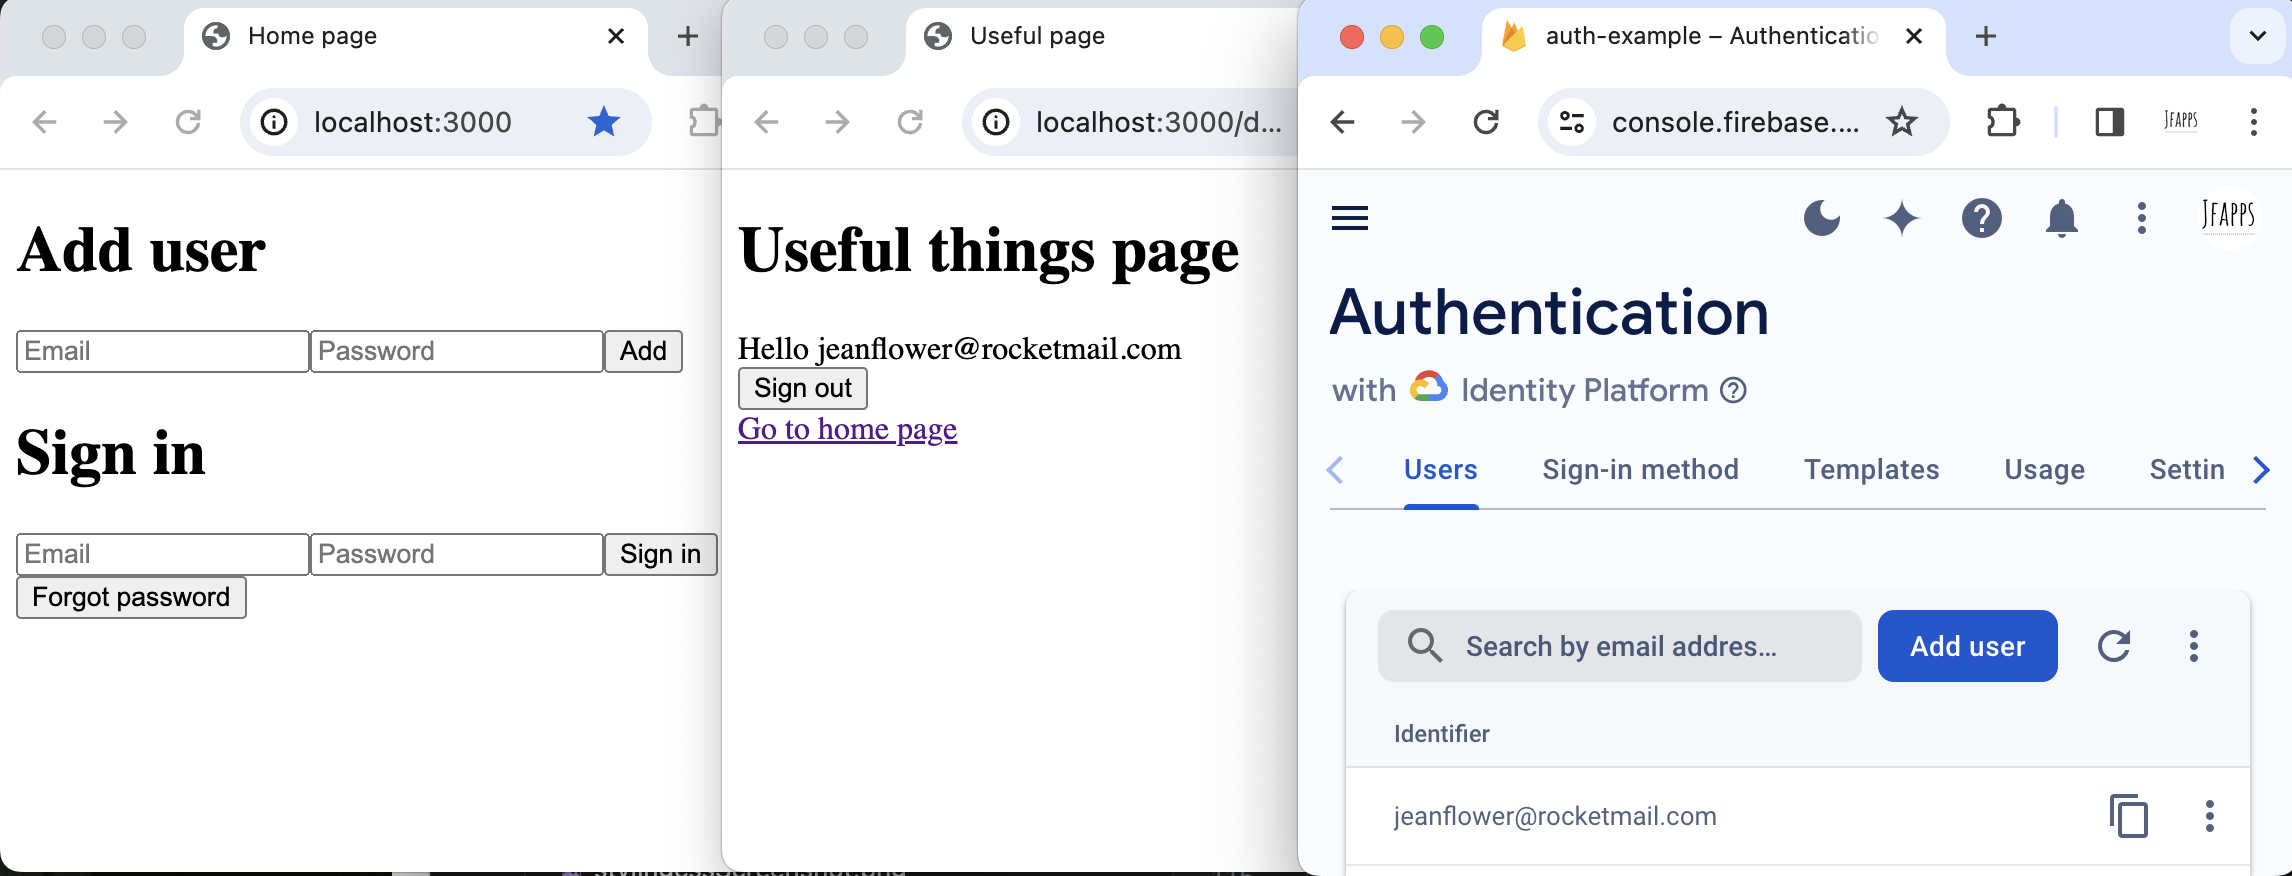 Home page
localhost:3000
Add user
Email Password Add
Sign in
Email Password Sign in
Forgot password
Useful page
localhost:3000/d...
Useful things page
Hello jeanflower@rocketmail.com
Sign out
Go to home page
auth-example – Authenticatio
console.firebase....
JFAPPS
JFAPPS
Authentication
with Identity Platform
Users Sign-in method Templates Usage Settin
Search by email addres... Add user
Identifier
jeanflower@rocketmail.com